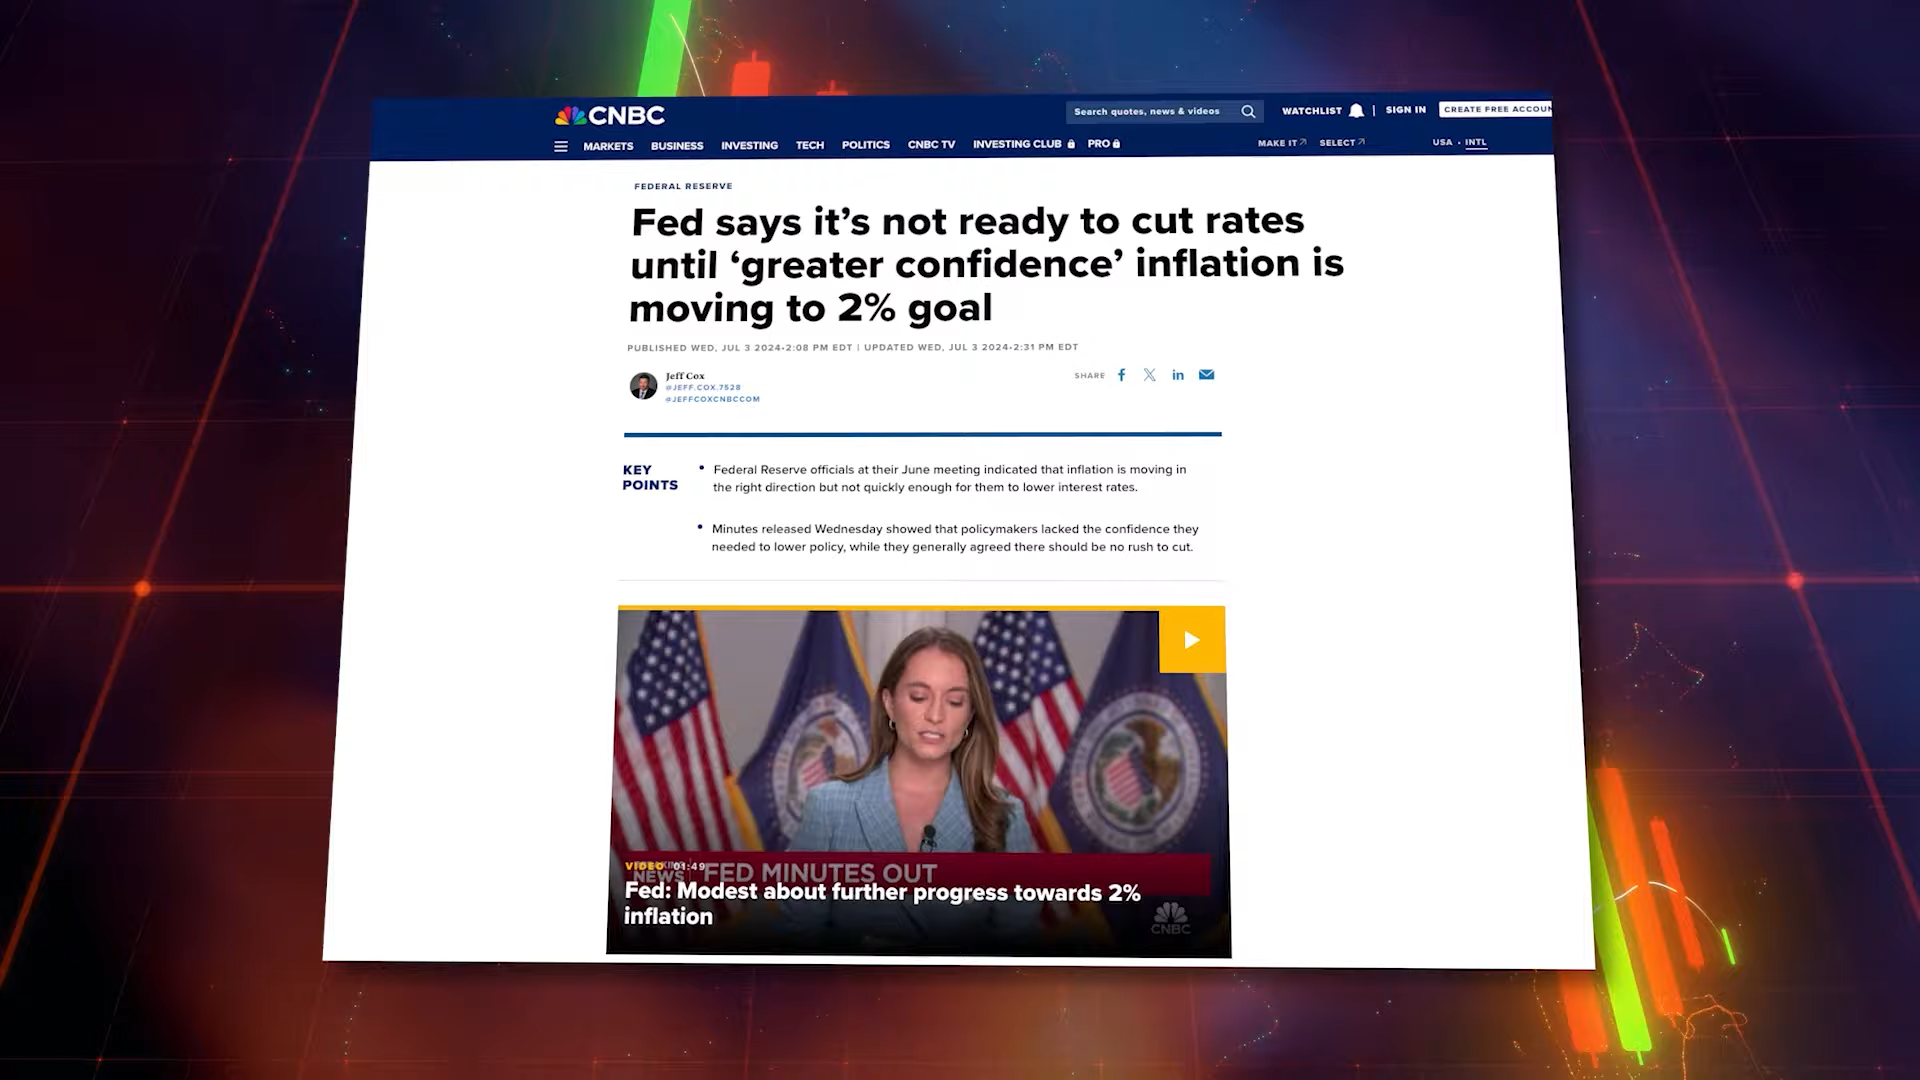 CNBC
Search quotes, news & videos
WATCHLIST
|
SIGN IN
CREATE FREE ACCOUN
MARKETS
BUSINESS
INVESTING
TECH
POLITICS
CNBC TV
INVESTING CLUB
PRO
MAKE IT
SELECT
USA • INTL
FEDERAL RESERVE
Fed says it’s not ready to cut rates
until ‘greater confidence’ inflation is
moving to 2% goal
PUBLISHED WED, JUL 3 2024•2:08 PM EDT | UPDATED WED, JUL 3 2024•2:31 PM EDT
Jeff Cox
@JEFF.COX.7528
@JEFFCOXCNBCCOM
SHARE
KEY
POINTS
• Federal Reserve officials at their June meeting indicated that inflation is moving in
the right direction but not quickly enough for them to lower interest rates.
• Minutes released Wednesday showed that policymakers lacked the confidence they
needed to lower policy, while they generally agreed there should be no rush to cut.
VIDEO 01:49
BREAKING
NEWS
FED MINUTES OUT
Fed: Modest about further progress towards 2%
inflation
CNBC